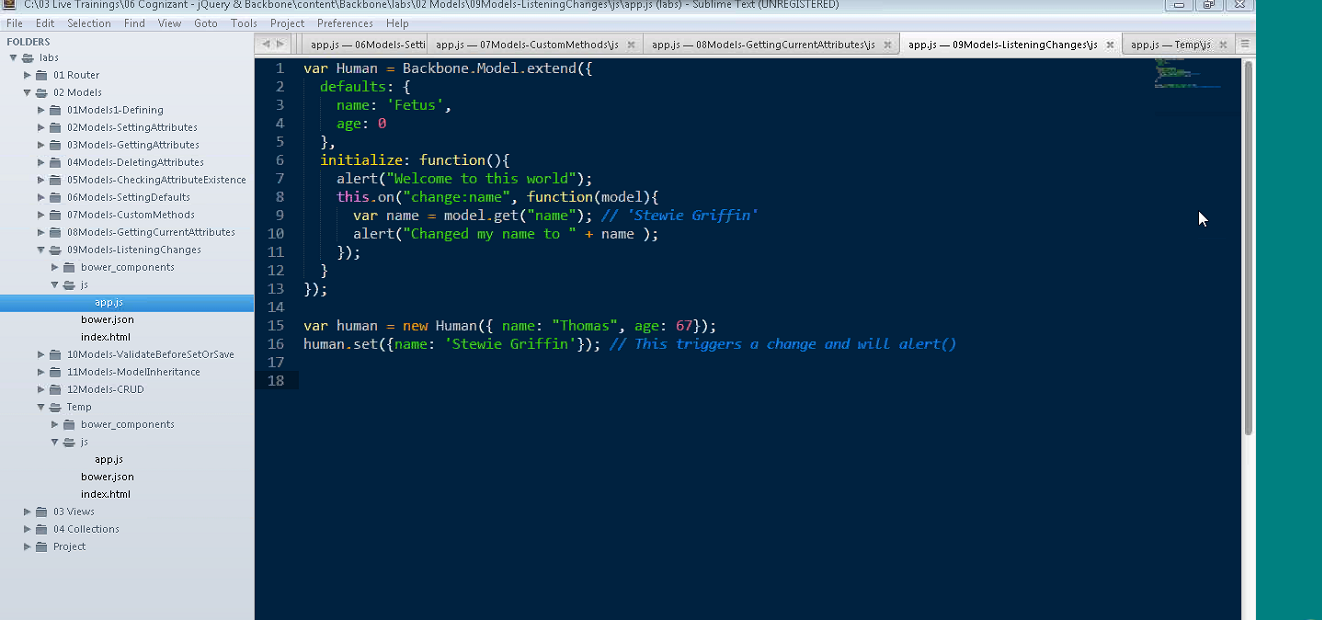 C:\03 Live Trainings\06 Cognizant - jQuery & Backbone\content\Backbone\labs\02 Models\09Models-ListeningChanges\js\app.js (labs) - Sublime Text (UNREGISTERED)
File Edit Selection Find View Goto Tools Project Preferences Help
FOLDERS
labs
01 Router
02 Models
01Models1-Defining
02Models-SettingAttributes
03Models-GettingAttributes
04Models-DeletingAttributes
05Models-CheckingAttributeExistence
06Models-SettingDefaults
07Models-CustomMethods
08Models-GettingCurrentAttributes
09Models-ListeningChanges
bower_components
js
app.js
bower.json
index.html
10Models-ValidateBeforeSetOrSave
11Models-ModelInheritance
12Models-CRUD
Temp
bower_components
js
app.js
bower.json
index.html
03 Views
04 Collections
Project
app.js — 06Models-Setti app.js — 07Models-CustomMethods\js app.js — 08Models-GettingCurrentAttributes\js app.js — 09Models-ListeningChanges\js app.js — Temp\js
1 var Human = Backbone.Model.extend({
2 defaults: {
3 name: 'Fetus',
4 age: 0
5 },
6 initialize: function(){
7 alert("Welcome to this world");
8 this.on("change:name", function(model){
9 var name = model.get("name"); // 'Stewie Griffin'
10 alert("Changed my name to " + name );
11 });
12 }
13 });
14
15 var human = new Human({ name: "Thomas", age: 67});
16 human.set({name: 'Stewie Griffin'}); // This triggers a change and will alert()
17
18